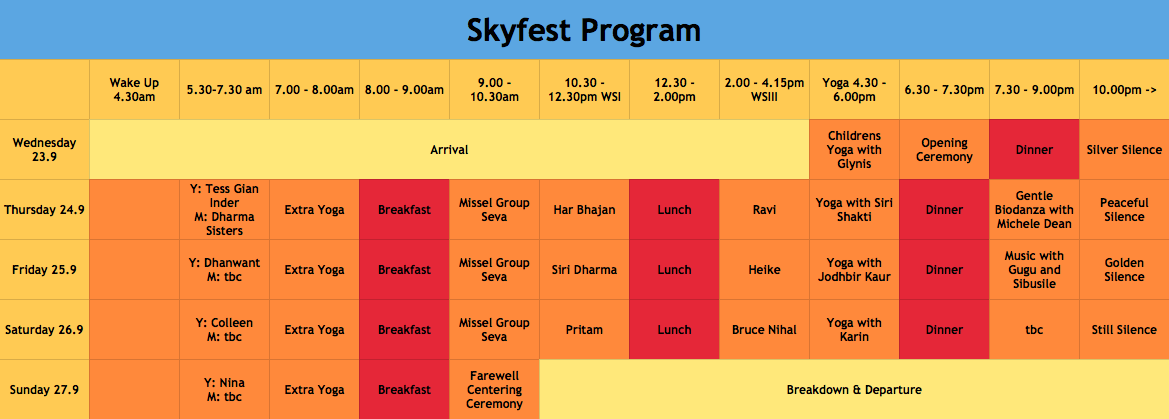 Skyfest Program
Wake Up
4.30am
5.30-7.30 am
7.00 - 8.00am
8.00 - 9.00am
9.00 -
10.30am
10.30 -
12.30pm WSI
12.30 -
2.00pm
2.00 - 4.15pm
WSIII
Yoga 4.30 -
6.00pm
6.30 - 7.30pm
7.30 - 9.00pm
10.00pm ->
Wednesday
23.9
Arrival
Childrens
Yoga with
Glynis
Opening
Ceremony
Dinner
Silver Silence
Thursday 24.9
Y: Tess Gian
Inder
M: Dharma
Sisters
Extra Yoga
Breakfast
Missel Group
Seva
Har Bhajan
Lunch
Ravi
Yoga with Siri
Shakti
Dinner
Gentle
Biodanza with
Michele Dean
Peaceful
Silence
Friday 25.9
Y: Dhanwant
M: tbc
Extra Yoga
Breakfast
Missel Group
Seva
Siri Dharma
Lunch
Heike
Yoga with
Jodhbir Kaur
Dinner
Music with
Gugu and
Sibusile
Golden
Silence
Saturday 26.9
Y: Colleen
M: tbc
Extra Yoga
Breakfast
Missel Group
Seva
Pritam
Lunch
Bruce Nihal
Yoga with
Karin
Dinner
tbc
Still Silence
Sunday 27.9
Y: Nina
M: tbc
Extra Yoga
Breakfast
Farewell
Centering
Ceremony
Breakdown & Departure